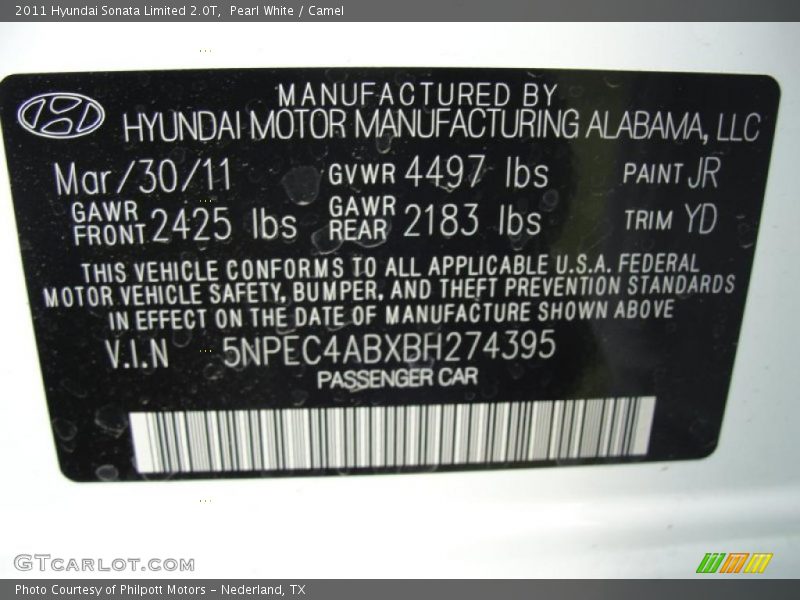 2011 Hyundai Sonata Limited 2.0T,  Pearl White / Camel
MANUFACTURED BY
HYUNDAI MOTOR MANUFACTURING ALABAMA, LLC
Mar/30/11 GVWR 4497 lbs PAINT JR
GAWR FRONT 2425 lbs GAWR REAR 2183 lbs TRIM YD
THIS VEHICLE CONFORMS TO ALL APPLICABLE U.S.A. FEDERAL
MOTOR VEHICLE SAFETY, BUMPER, AND THEFT PREVENTION STANDARDS
IN EFFECT ON THE DATE OF MANUFACTURE SHOWN ABOVE
V.I.N 5NPEC4ABXBH274395
PASSENGER CAR
GTCARLOT.COM
Photo Courtesy of Philpott Motors - Nederland, TX